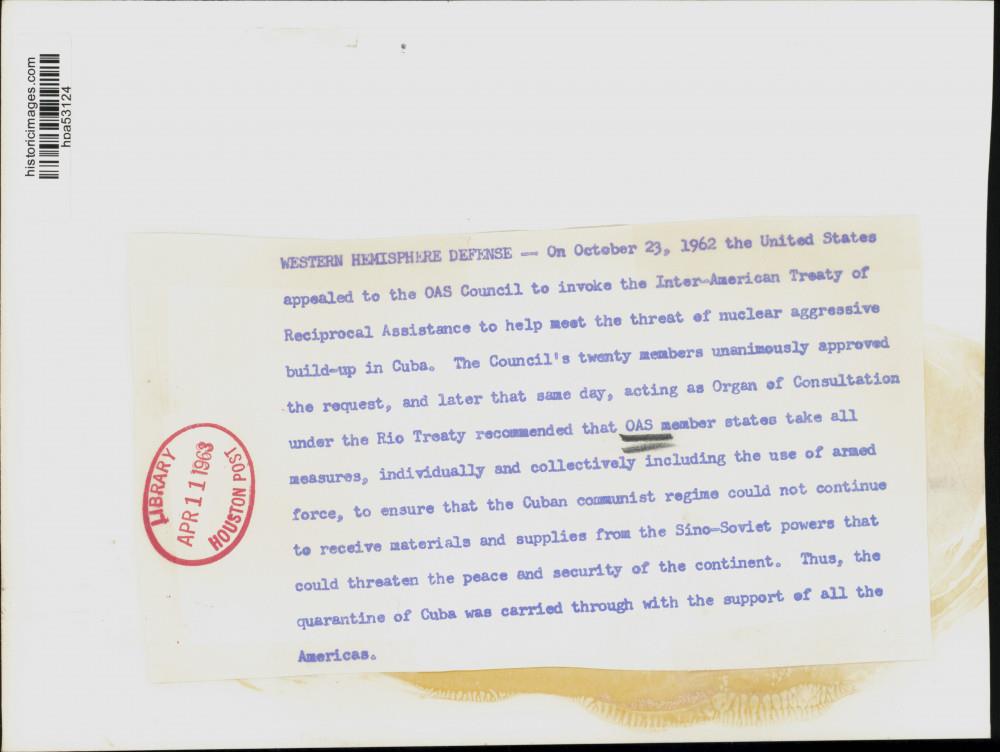 historicimages.com
hpa53124
WESTERN HEMISPHERE DEFENSE -- On October 23, 1962 the United States
appealed to the OAS Council to invoke the Inter-American Treaty of
Reciprocal Assistance to help meet the threat of nuclear aggressive
build-up in Cuba. The Council's twenty members unanimously approved
the request, and later that same day, acting as Organ of Consultation
under the Rio Treaty recommended that OAS member states take all
measures, individually and collectively including the use of armed
force, to ensure that the Cuban communist regime could not continue
to receive materials and supplies from the Sino-Soviet powers that
could threaten the peace and security of the continent. Thus, the
quarantine of Cuba was carried through with the support of all the
Americas.
LIBRARY
APR 11 1963
HOUSTON POST